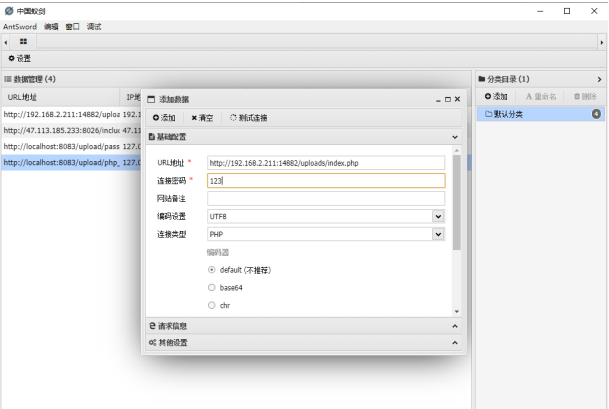 中国蚁剑
AntSword 编辑 窗口 调试
设置
数据管理 (4)
URL地址 IP地
http://192.168.2.211:14882/uploa 192.1
http://47.113.185.233:8026/inclu 47.11
http://localhost:8083/upload/pass 127.0
http://localhost:8083/upload/php_ 127.0
分类目录 (1)
添加 A 重命名 删除
默认分类 4
添加数据
添加 清空 测试连接
基础配置
URL地址 * http://192.168.2.211:14882/uploads/index.php
连接密码 * 123
网站备注
编码设置 UTF8
连接类型 PHP
编码器
default (不推荐)
base64
chr
请求信息
其他设置